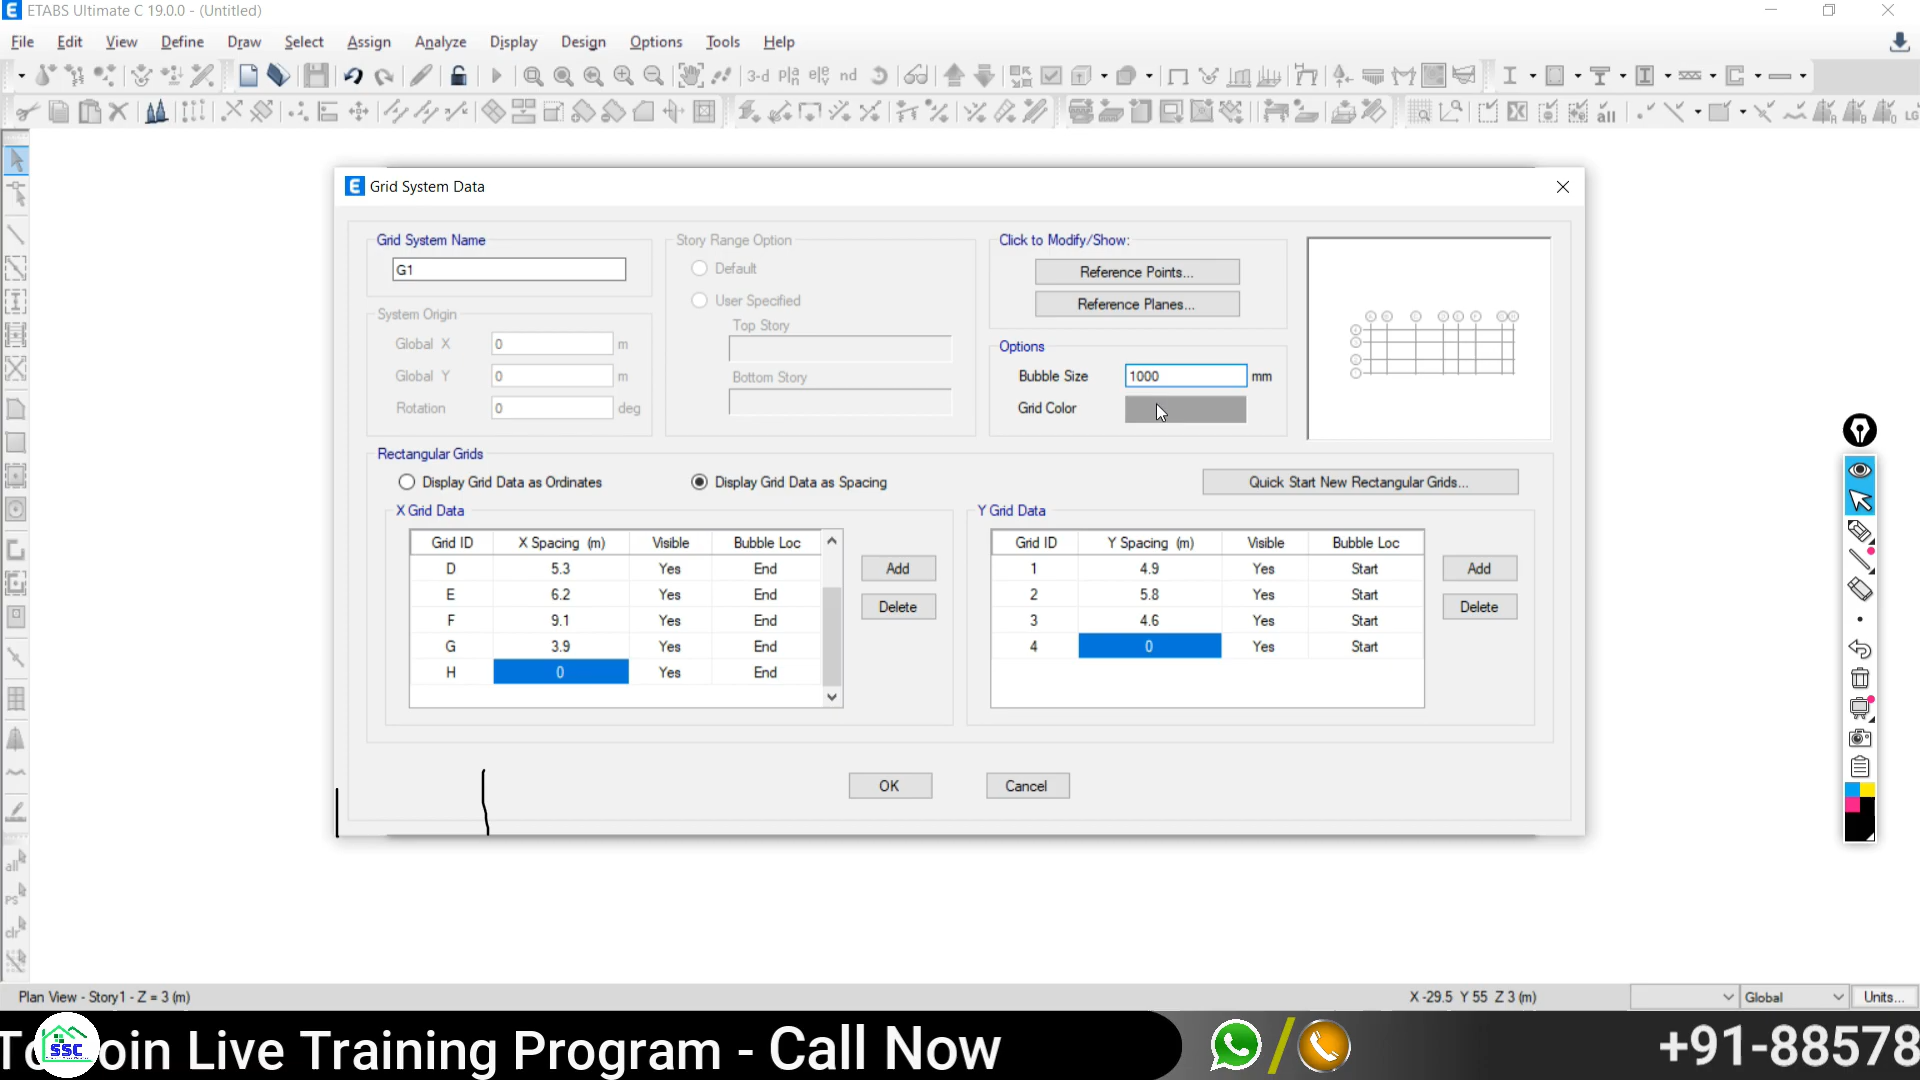 ETABS Ultimate C 19.0.0 - (Untitled)
File Edit View Define Draw Select Assign Analyze Display Design Options Tools Help
3-d nd
all
Grid System Data
Grid System Name
G1
System Origin
Global X 0 m
Global Y 0 m
Rotation 0 deg
Story Range Option
Default
User Specified
Top Story
Bottom Story
Click to Modify/Show:
Reference Points...
Reference Planes...
Options
Bubble Size 1000 mm
Grid Color
Rectangular Grids
Display Grid Data as Ordinates Display Grid Data as Spacing Quick Start New Rectangular Grids...
X Grid Data
Grid ID X Spacing (m) Visible Bubble Loc
D 5.3 Yes End
E 6.2 Yes End
F 9.1 Yes End
G 3.9 Yes End
H 0 Yes End
Add
Delete
Y Grid Data
Grid ID Y Spacing (m) Visible Bubble Loc
1 4.9 Yes Start
2 5.8 Yes Start
3 4.6 Yes Start
4 0 Yes Start
Add
Delete
OK Cancel
all
ps
clr
Plan View - Story1 - Z = 3 (m) X -29.5 Y 55 Z 3 (m) Global Units...
SSC
oin Live Training Program - Call Now +91-88578